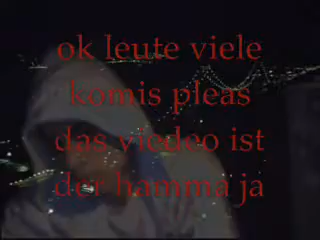 ok leute viele
komis pleas
das viedeo ist
der hamma ja